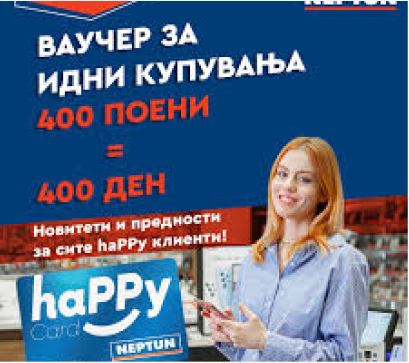 NEPTUN
ВАУЧЕР ЗА
ИДНИ КУПУВАЊА
400 ПОЕНИ
=
400 ДЕН
Новитети и предности
за сите haPPy клиенти!
haPPy
Card
NEPTUN